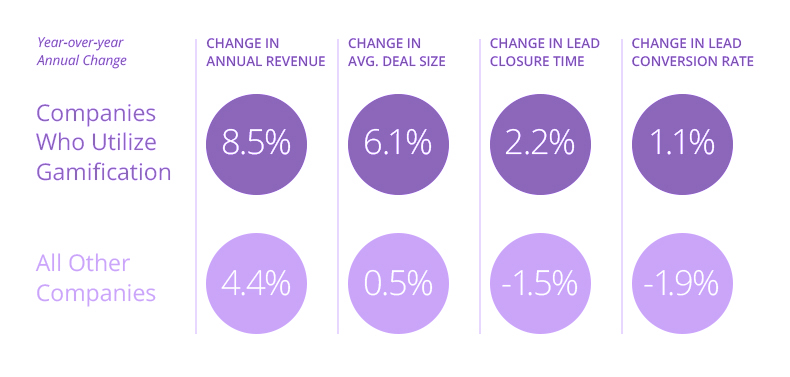 Year-over-year
Annual Change
CHANGE IN
ANNUAL REVENUE
CHANGE IN
AVG. DEAL SIZE
CHANGE IN LEAD
CLOSURE TIME
CHANGE IN LEAD
CONVERSION RATE
Companies
Who Utilize
Gamification
8.5%
6.1%
2.2%
1.1%
All Other
Companies
4.4%
0.5%
-1.5%
-1.9%